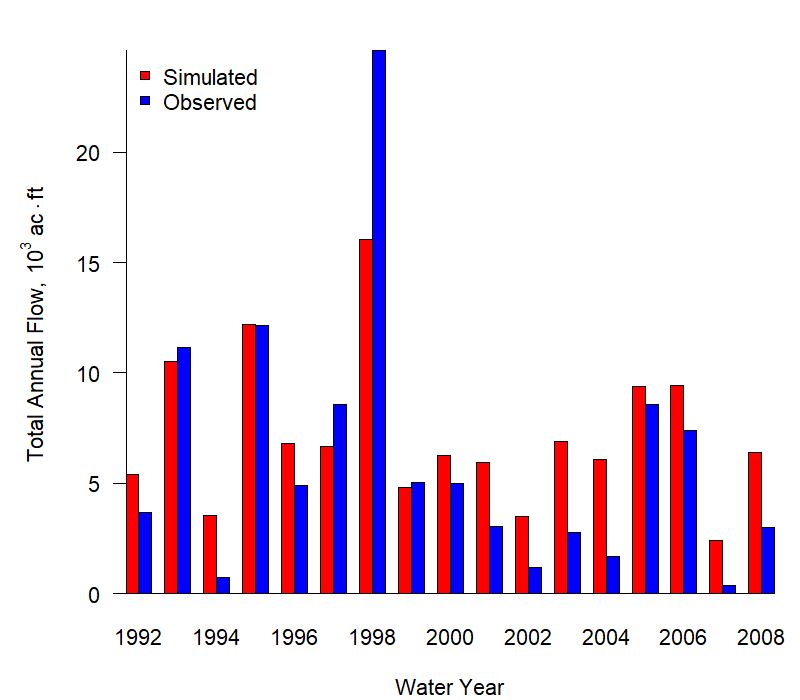 Simulated
Observed
Total Annual Flow, 10³ ac·ft
20
15
10
5
0
1992 1994 1996 1998 2000 2002 2004 2006 2008
Water Year